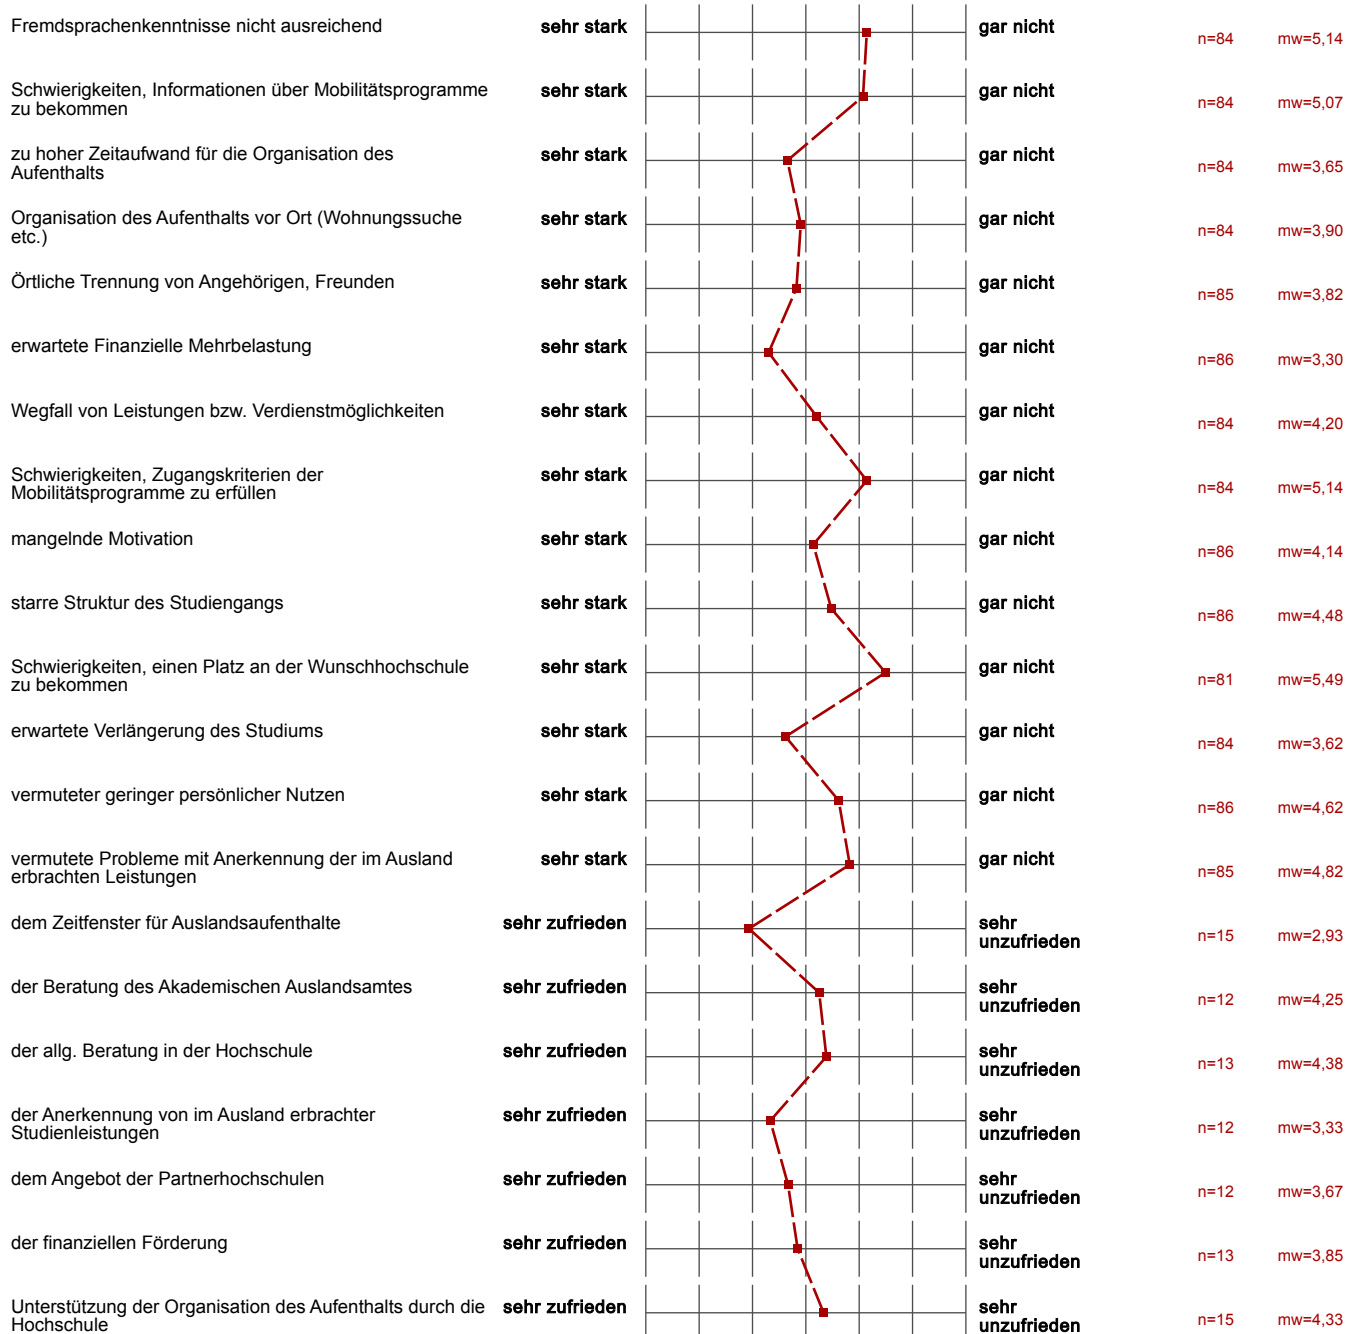 Fremdsprachenkenntnisse nicht ausreichend sehr stark gar nicht n=84 mw=5,14
Schwierigkeiten, Informationen über Mobilitätsprogramme sehr stark gar nicht n=84 mw=5,07
zu bekommen
zu hoher Zeitaufwand für die Organisation des sehr stark gar nicht n=84 mw=3,65
Aufenthalts
Organisation des Aufenthalts vor Ort (Wohnungssuche sehr stark gar nicht n=84 mw=3,90
etc.)
Örtliche Trennung von Angehörigen, Freunden sehr stark gar nicht n=85 mw=3,82
erwartete Finanzielle Mehrbelastung sehr stark gar nicht n=86 mw=3,30
Wegfall von Leistungen bzw. Verdienstmöglichkeiten sehr stark gar nicht n=84 mw=4,20
Schwierigkeiten, Zugangskriterien der sehr stark gar nicht n=84 mw=5,14
Mobilitätsprogramme zu erfüllen
mangelnde Motivation sehr stark gar nicht n=86 mw=4,14
starre Struktur des Studiengangs sehr stark gar nicht n=86 mw=4,48
Schwierigkeiten, einen Platz an der Wunschhochschule sehr stark gar nicht n=81 mw=5,49
zu bekommen
erwartete Verlängerung des Studiums sehr stark gar nicht n=84 mw=3,62
vermuteter geringer persönlicher Nutzen sehr stark gar nicht n=86 mw=4,62
vermutete Probleme mit Anerkennung der im Ausland sehr stark gar nicht n=85 mw=4,82
erbrachten Leistungen
dem Zeitfenster für Auslandsaufenthalte sehr zufrieden sehr
unzufrieden n=15 mw=2,93
der Beratung des Akademischen Auslandsamtes sehr zufrieden sehr
unzufrieden n=12 mw=4,25
der allg. Beratung in der Hochschule sehr zufrieden sehr
unzufrieden n=13 mw=4,38
der Anerkennung von im Ausland erbrachter sehr zufrieden sehr
Studienleistungen unzufrieden n=12 mw=3,33
dem Angebot der Partnerhochschulen sehr zufrieden sehr
unzufrieden n=12 mw=3,67
der finanziellen Förderung sehr zufrieden sehr
unzufrieden n=13 mw=3,85
Unterstützung der Organisation des Aufenthalts durch die sehr zufrieden sehr
Hochschule unzufrieden n=15 mw=4,33